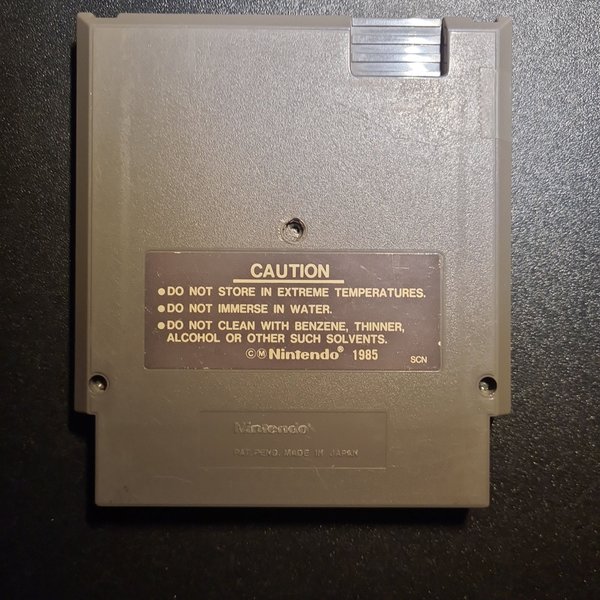 CAUTION
●DO NOT STORE IN EXTREME TEMPERATURES.
●DO NOT IMMERSE IN WATER.
●DO NOT CLEAN WITH BENZENE, THINNER,
ALCOHOL OR OTHER SUCH SOLVENTS.
©Ⓜ Nintendo® 1985 SCN
Nintendo®
PAT. PEND. MADE IN JAPAN